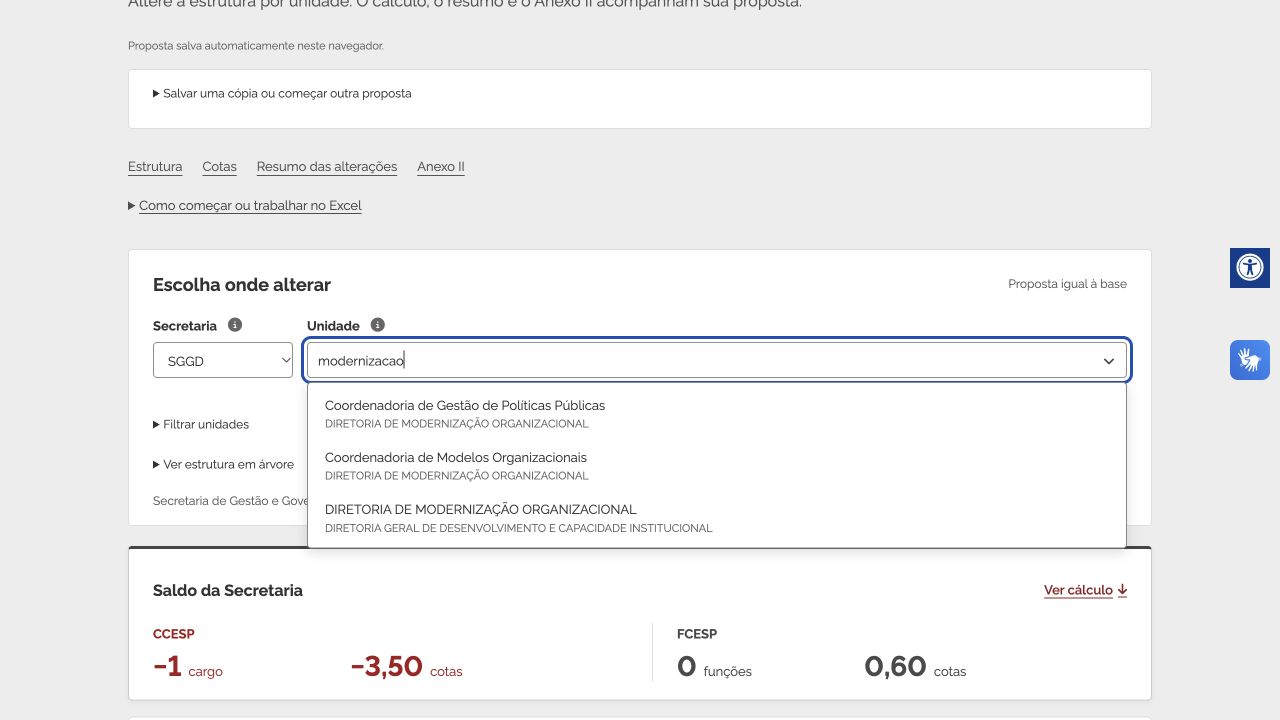 Altere a estrutura por unidade. O cálculo, o resumo e o Anexo II acompanham sua proposta.
Proposta salva automaticamente neste navegador.
Salvar uma cópia ou começar outra proposta
Estrutura Cotas Resumo das alterações Anexo II
Como começar ou trabalhar no Excel
Escolha onde alterar
Proposta igual à base
Secretaria
Unidade
SGGD
modernizacao
Coordenadoria de Gestão de Políticas Públicas
DIRETORIA DE MODERNIZAÇÃO ORGANIZACIONAL
Coordenadoria de Modelos Organizacionais
DIRETORIA DE MODERNIZAÇÃO ORGANIZACIONAL
DIRETORIA DE MODERNIZAÇÃO ORGANIZACIONAL
DIRETORIA GERAL DE DESENVOLVIMENTO E CAPACIDADE INSTITUCIONAL
Filtrar unidades
Ver estrutura em árvore
Secretaria de Gestão e
Saldo da Secretaria
Ver cálculo
CCESP
−1 cargo −3,50 cotas
FCESP
0 funções 0,60 cotas